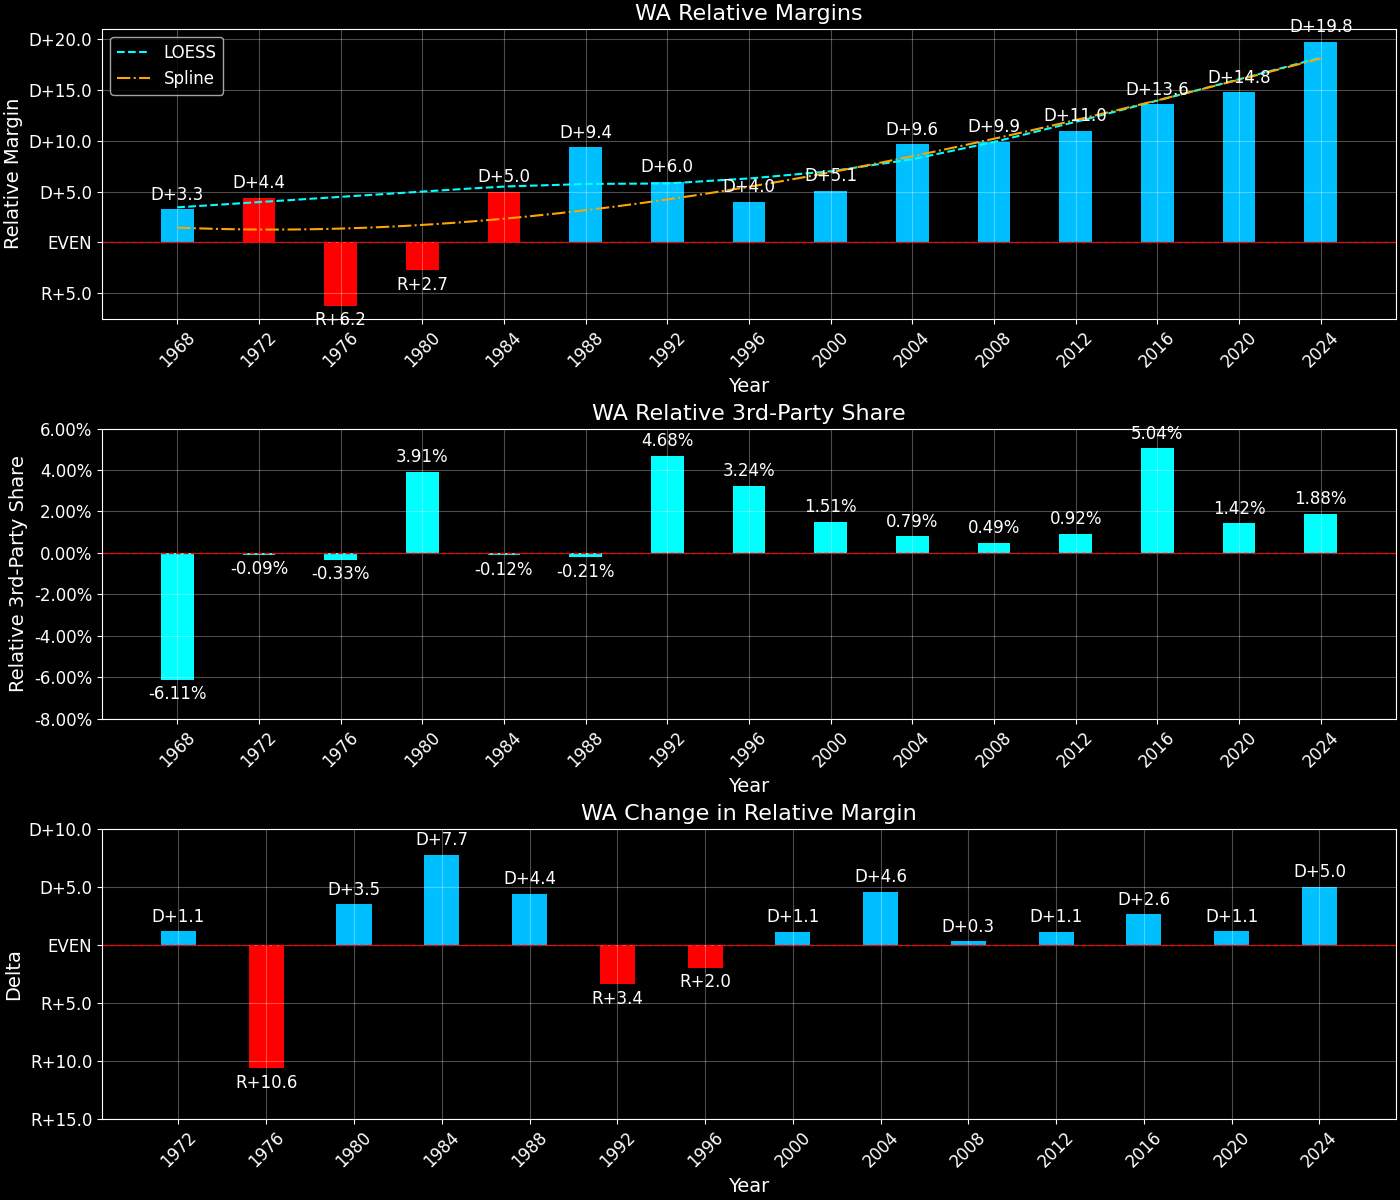 WA Relative Margins
LOESS
Spline
Relative Margin
D+20.0
D+15.0
D+10.0
D+5.0
EVEN
R+5.0
D+3.3
D+4.4
R+6.2
R+2.7
D+5.0
D+9.4
D+6.0
D+4.0
D+5.1
D+9.6
D+9.9
D+11.0
D+13.6
D+14.8
D+19.8
1968
1972
1976
1980
1984
1988
1992
1996
2000
2004
2008
2012
2016
2020
2024
Year
WA Relative 3rd-Party Share
Relative 3rd-Party Share
6.00%
4.00%
2.00%
0.00%
-2.00%
-4.00%
-6.00%
-8.00%
-6.11%
-0.09%
-0.33%
3.91%
-0.12%
-0.21%
4.68%
3.24%
1.51%
0.79%
0.49%
0.92%
5.04%
1.42%
1.88%
1968
1972
1976
1980
1984
1988
1992
1996
2000
2004
2008
2012
2016
2020
2024
Year
WA Change in Relative Margin
Delta
D+10.0
D+5.0
EVEN
R+5.0
R+10.0
R+15.0
D+1.1
R+10.6
D+3.5
D+7.7
D+4.4
R+3.4
R+2.0
D+1.1
D+4.6
D+0.3
D+1.1
D+2.6
D+1.1
D+5.0
1972
1976
1980
1984
1988
1992
1996
2000
2004
2008
2012
2016
2020
2024
Year